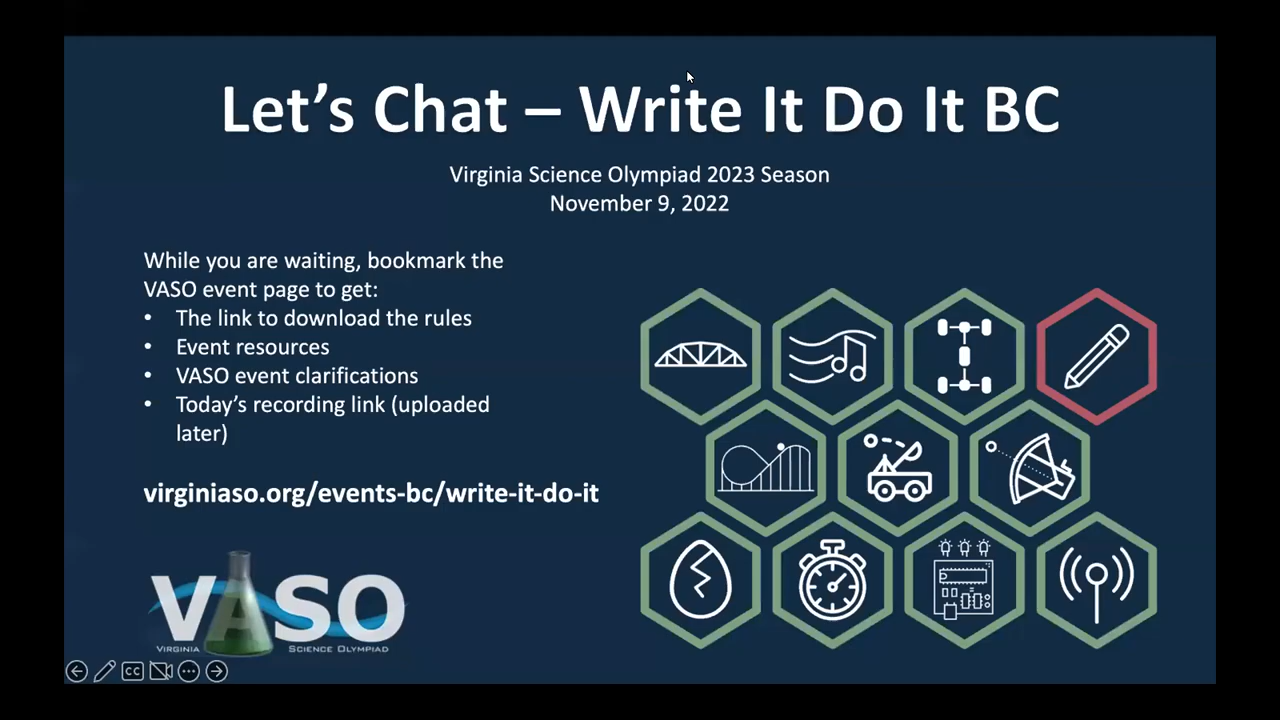 Let's Chat – Write It Do It BC
Virginia Science Olympiad 2023 Season
November 9, 2022
While you are waiting, bookmark the
VASO event page to get:
• The link to download the rules
• Event resources
• VASO event clarifications
• Today's recording link (uploaded
later)
virginiaso.org/events-bc/write-it-do-it
VASO
VIRGINIA SCIENCE OLYMPIAD
CC